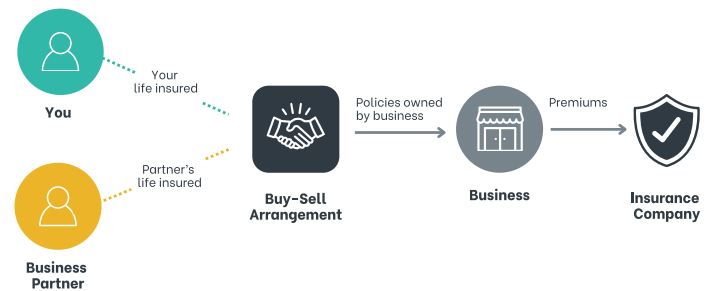 Your
life insured
You
Partner's
life insured
Business
Partner
Buy-Sell
Arrangement
Policies owned
by business
Business
Premiums
Insurance
Company